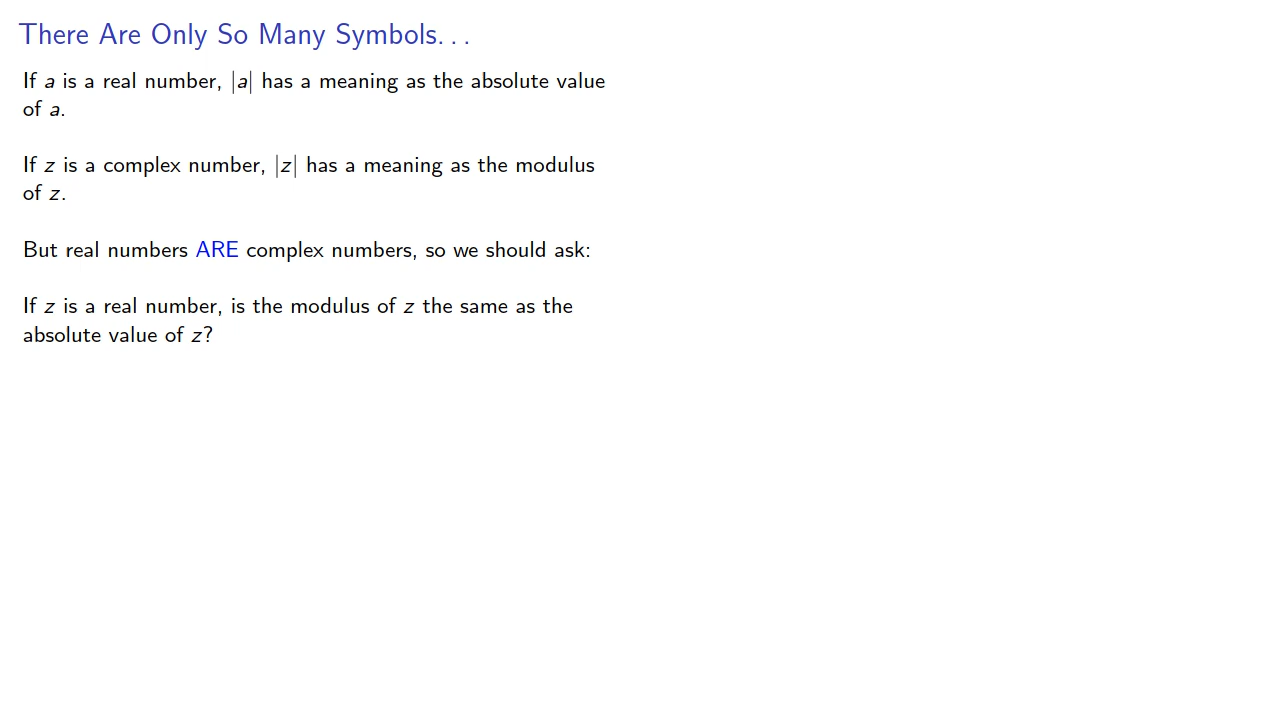 There Are Only So Many Symbols...
If a is a real number, |a| has a meaning as the absolute value
of a.
If z is a complex number, |z| has a meaning as the modulus
of z.
But real numbers ARE complex numbers, so we should ask:
If z is a real number, is the modulus of z the same as the
absolute value of z?